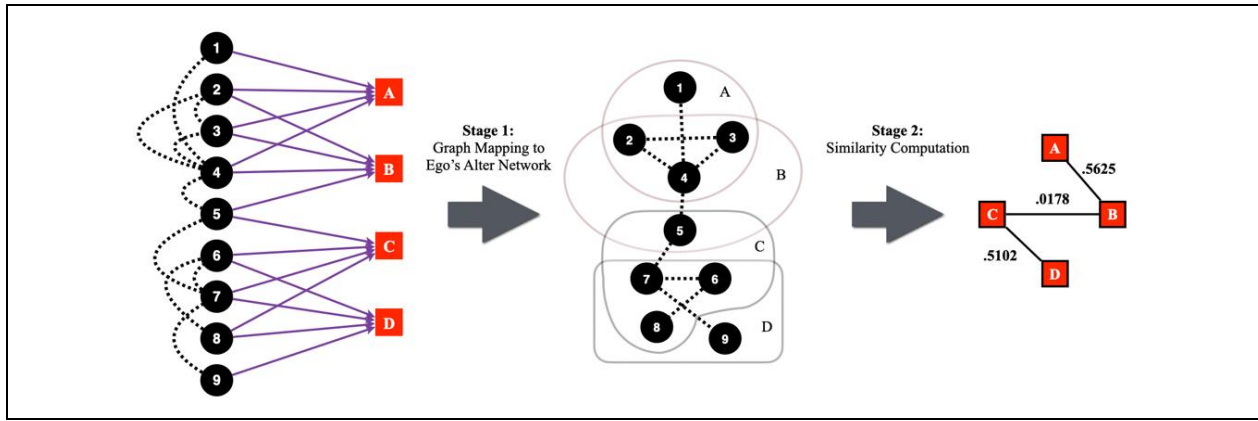 1
2
3
4
5
6
7
8
9
A
B
C
D
Stage 1:
Graph Mapping to
Ego's Alter Network
1
A
2
3
4
B
5
C
7
6
8
9
D
Stage 2:
Similarity Computation
A
.5625
.0178
C
B
.5102
D